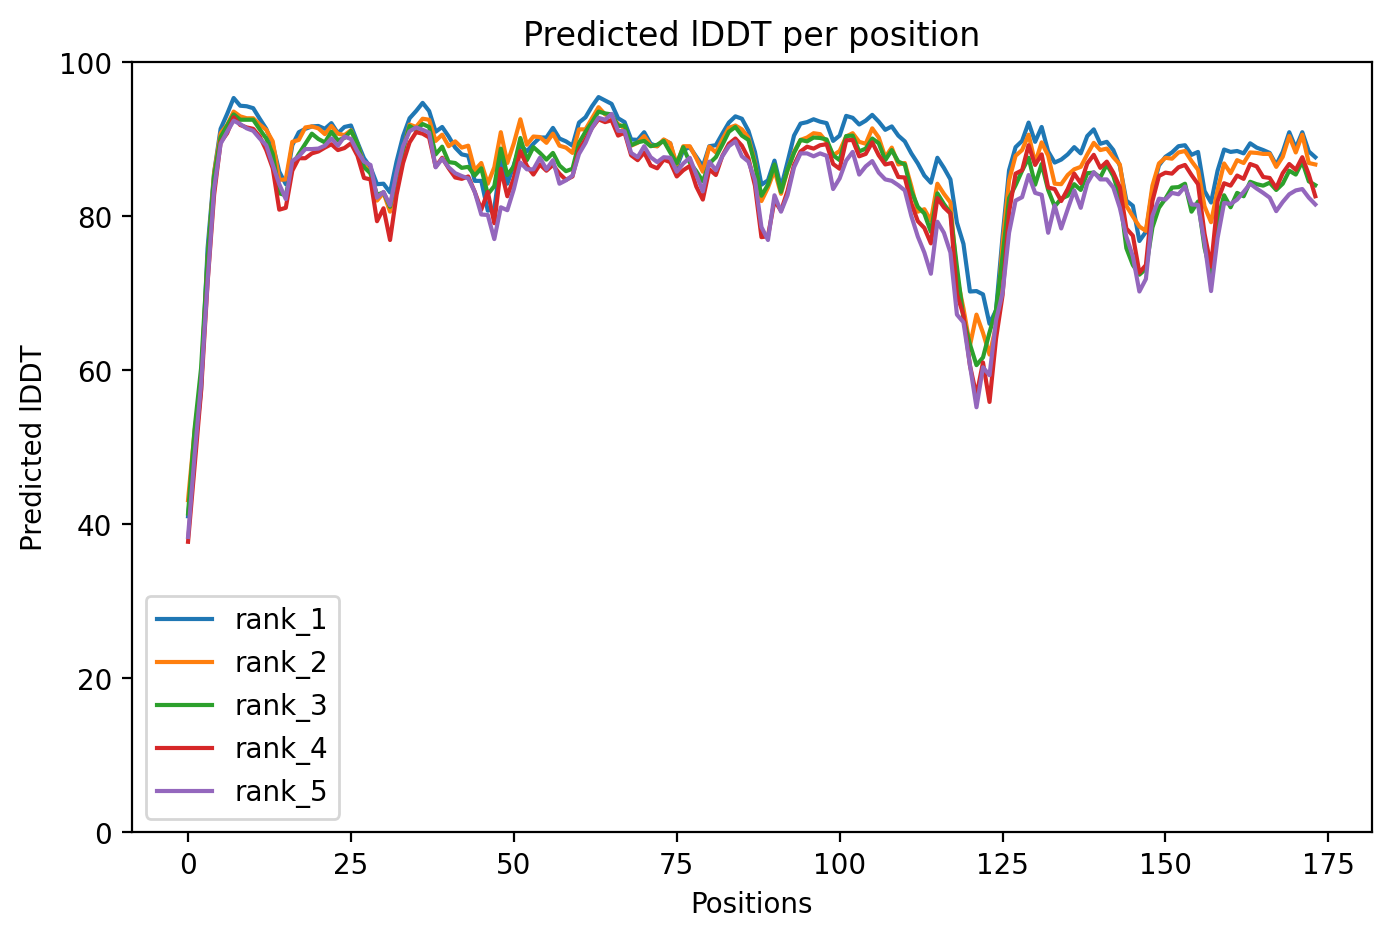 Predicted lDDT per position
100
80
60
40
20
0
Predicted lDDT
rank_1
rank_2
rank_3
rank_4
rank_5
0 25 50 75 100 125 150 175
Positions